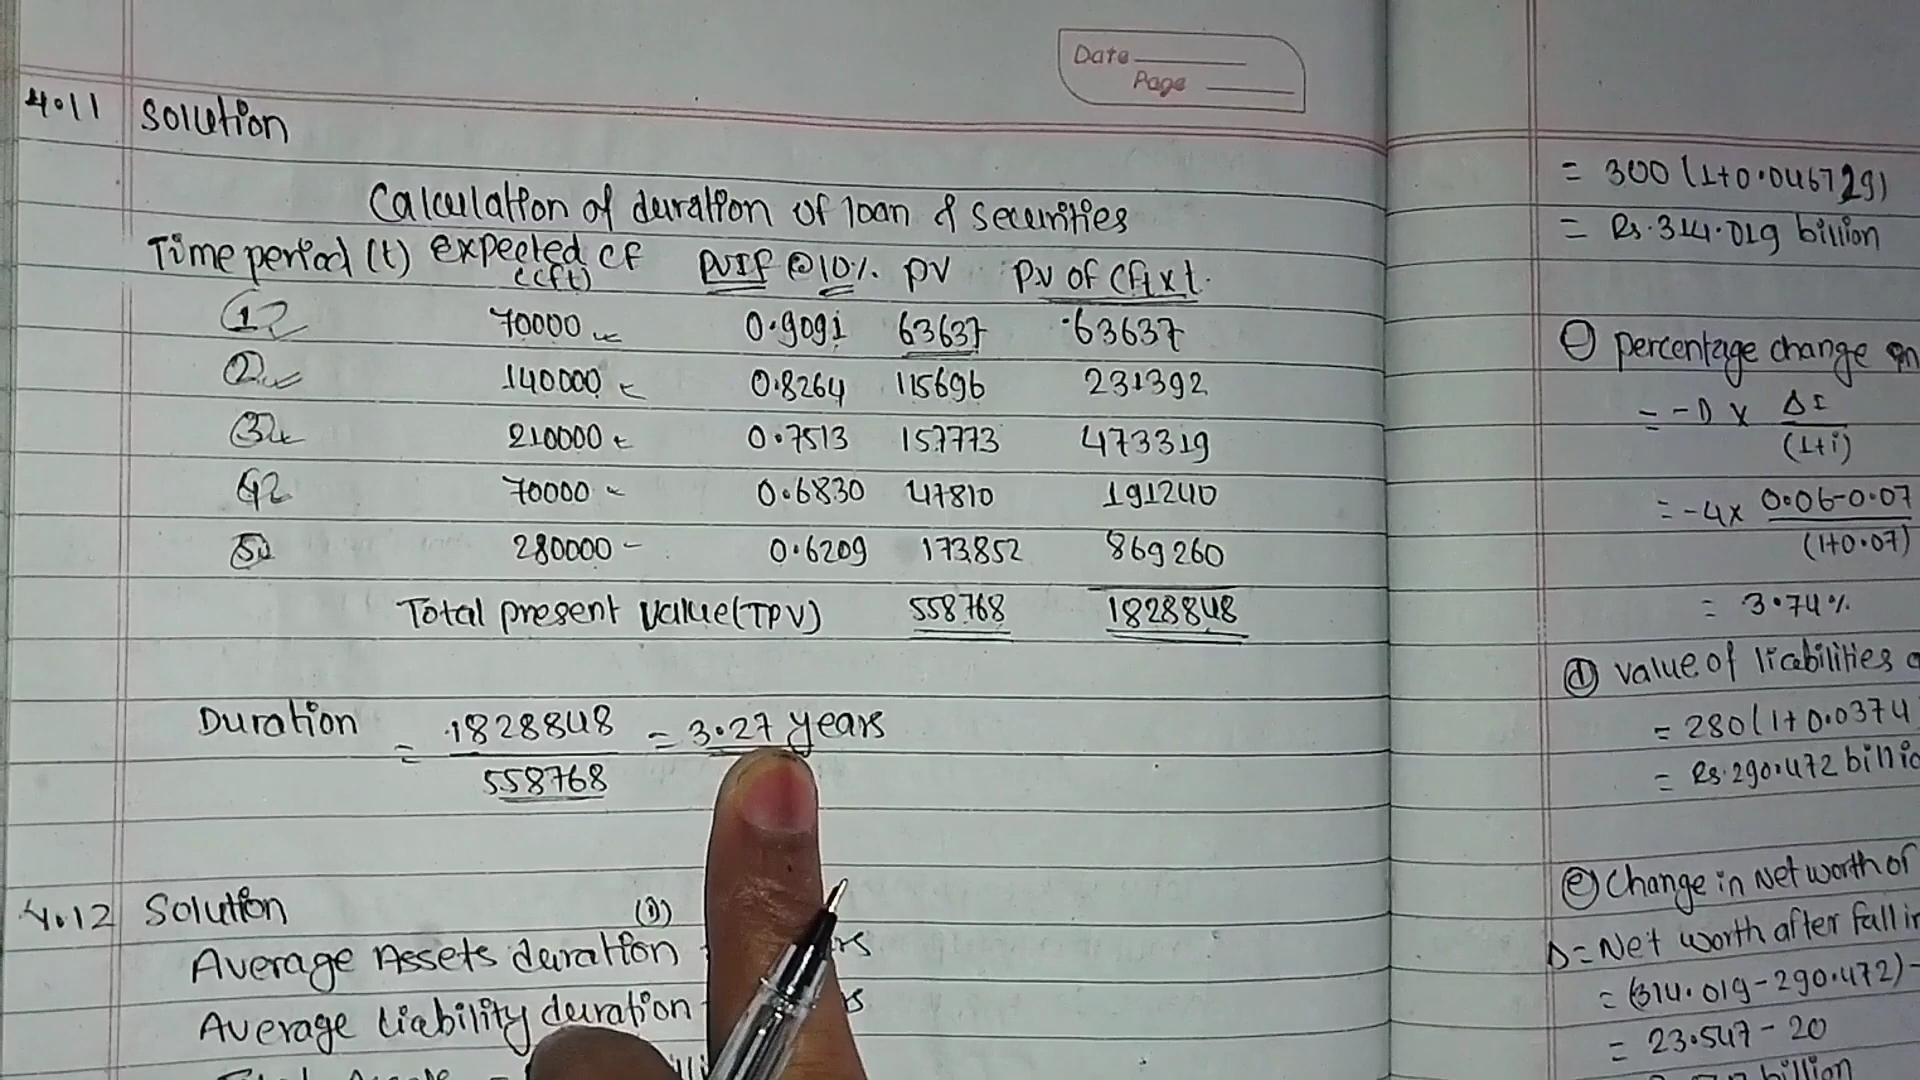 Date
Page
4.11 Solution
Calculation of duration of loan & securities
Time period (t) expected CF (CFt) PVIF @ 10% PV P.V of CFt x t.
1 70000 0.9091 63637 63637
2 140000 0.8264 115696 231392
3 210000 0.7513 157773 473319
4 70000 0.6830 47810 191240
5 280000 0.6209 173852 869260
Total present value (TPV) 558768 1828848
Duration = 1828848 = 3.27 years
558768
4.12 Solution
Average Assets duration
Average liability duration
= 300 (1+0.046729)
= Rs. 314.019 billion
percentage change in
= -D x ΔI
(1+i)
= -4x 0.06-0.07
(1+0.07)
= 3.74%
d value of liabilities
= 280(1+0.0374
= Rs. 290.472
e Change in Net worth of
Δ = Net worth after fall in
= (314.019-290.472)-
= 23.547 - 20
billion